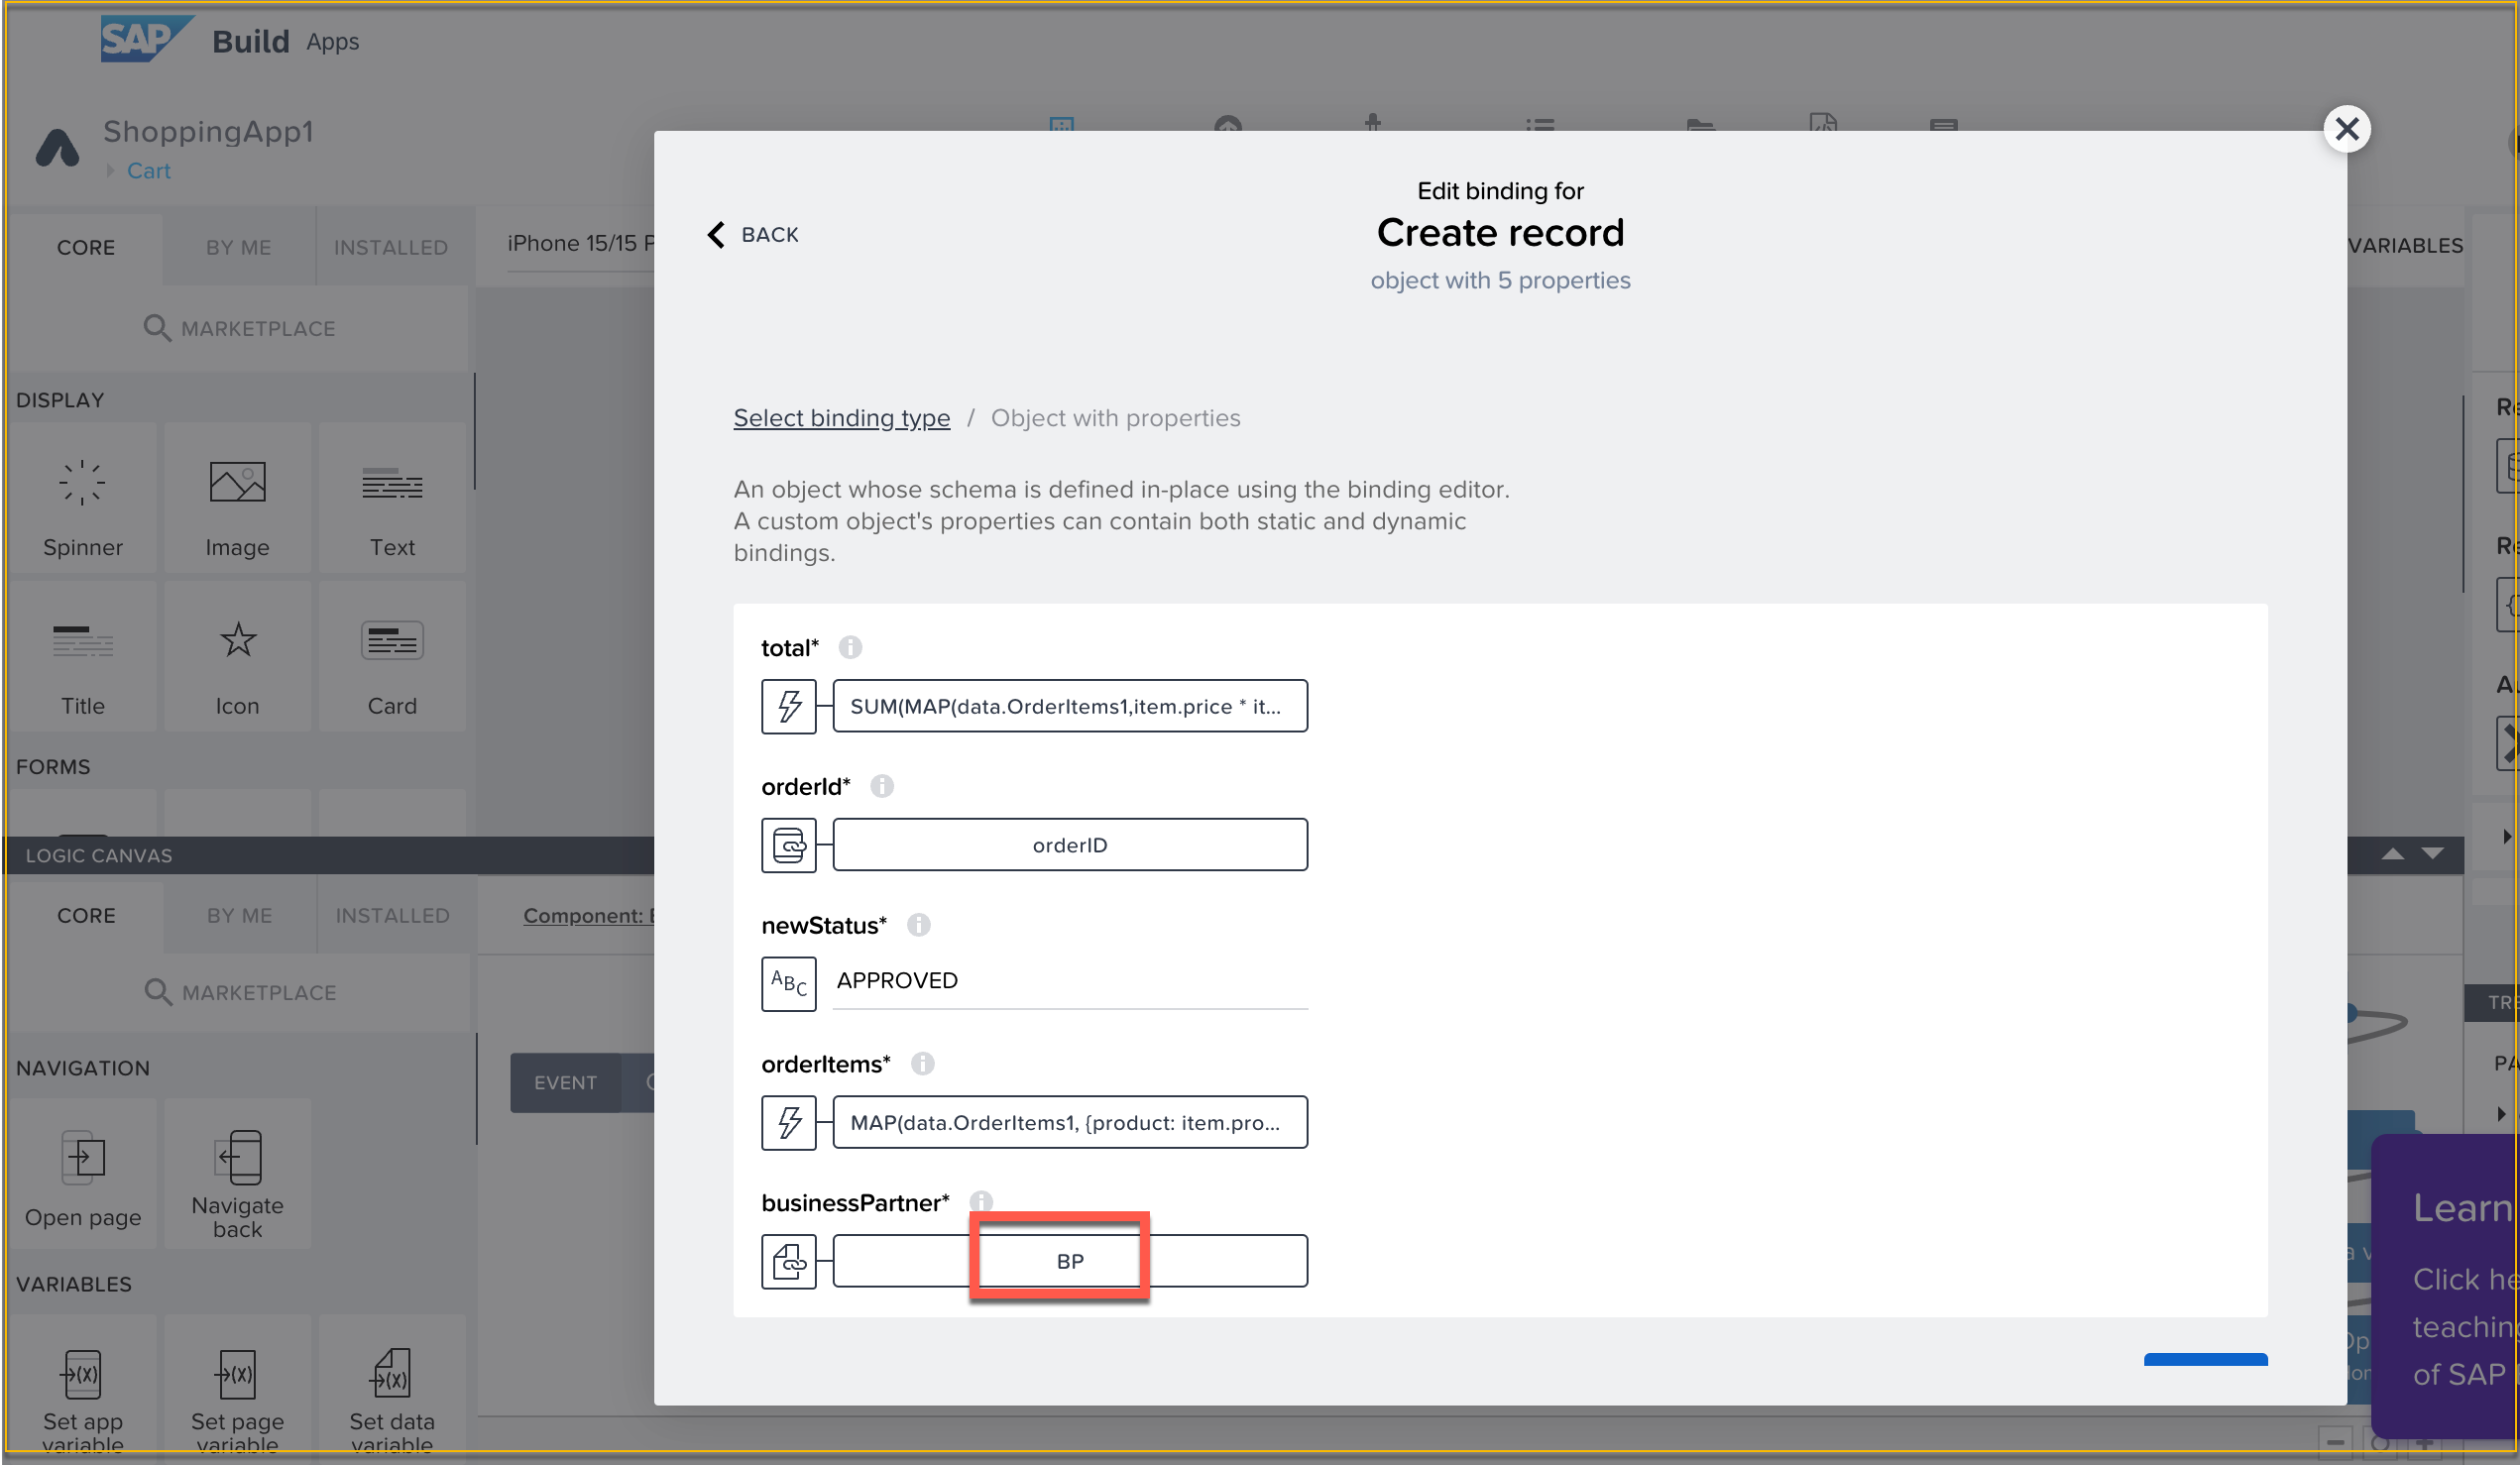 SAP Build Apps
ShoppingApp1
Cart
CORE
BY ME
INSTALLED
iPhone 15/15 P
VARIABLES
MARKETPLACE
DISPLAY
Spinner
Image
Text
Title
Icon
Card
FORMS
LOGIC CANVAS
CORE
BY ME
INSTALLED
Component:
MARKETPLACE
NAVIGATION
EVENT
Open page
Navigate
back
VARIABLES
Set app
variable
Set page
variable
Set data
variable
Edit binding for
Create record
object with 5 properties
BACK
Select binding type / Object with properties
An object whose schema is defined in-place using the binding editor.
A custom object's properties can contain both static and dynamic
bindings.
total*
SUM(MAP(data.OrderItems1,item.price * it...
orderId*
orderID
newStatus*
ABC
APPROVED
orderItems*
MAP(data.OrderItems1, {product: item.pro...
businessPartner*
BP
Learn
Click he
teaching
of SAP